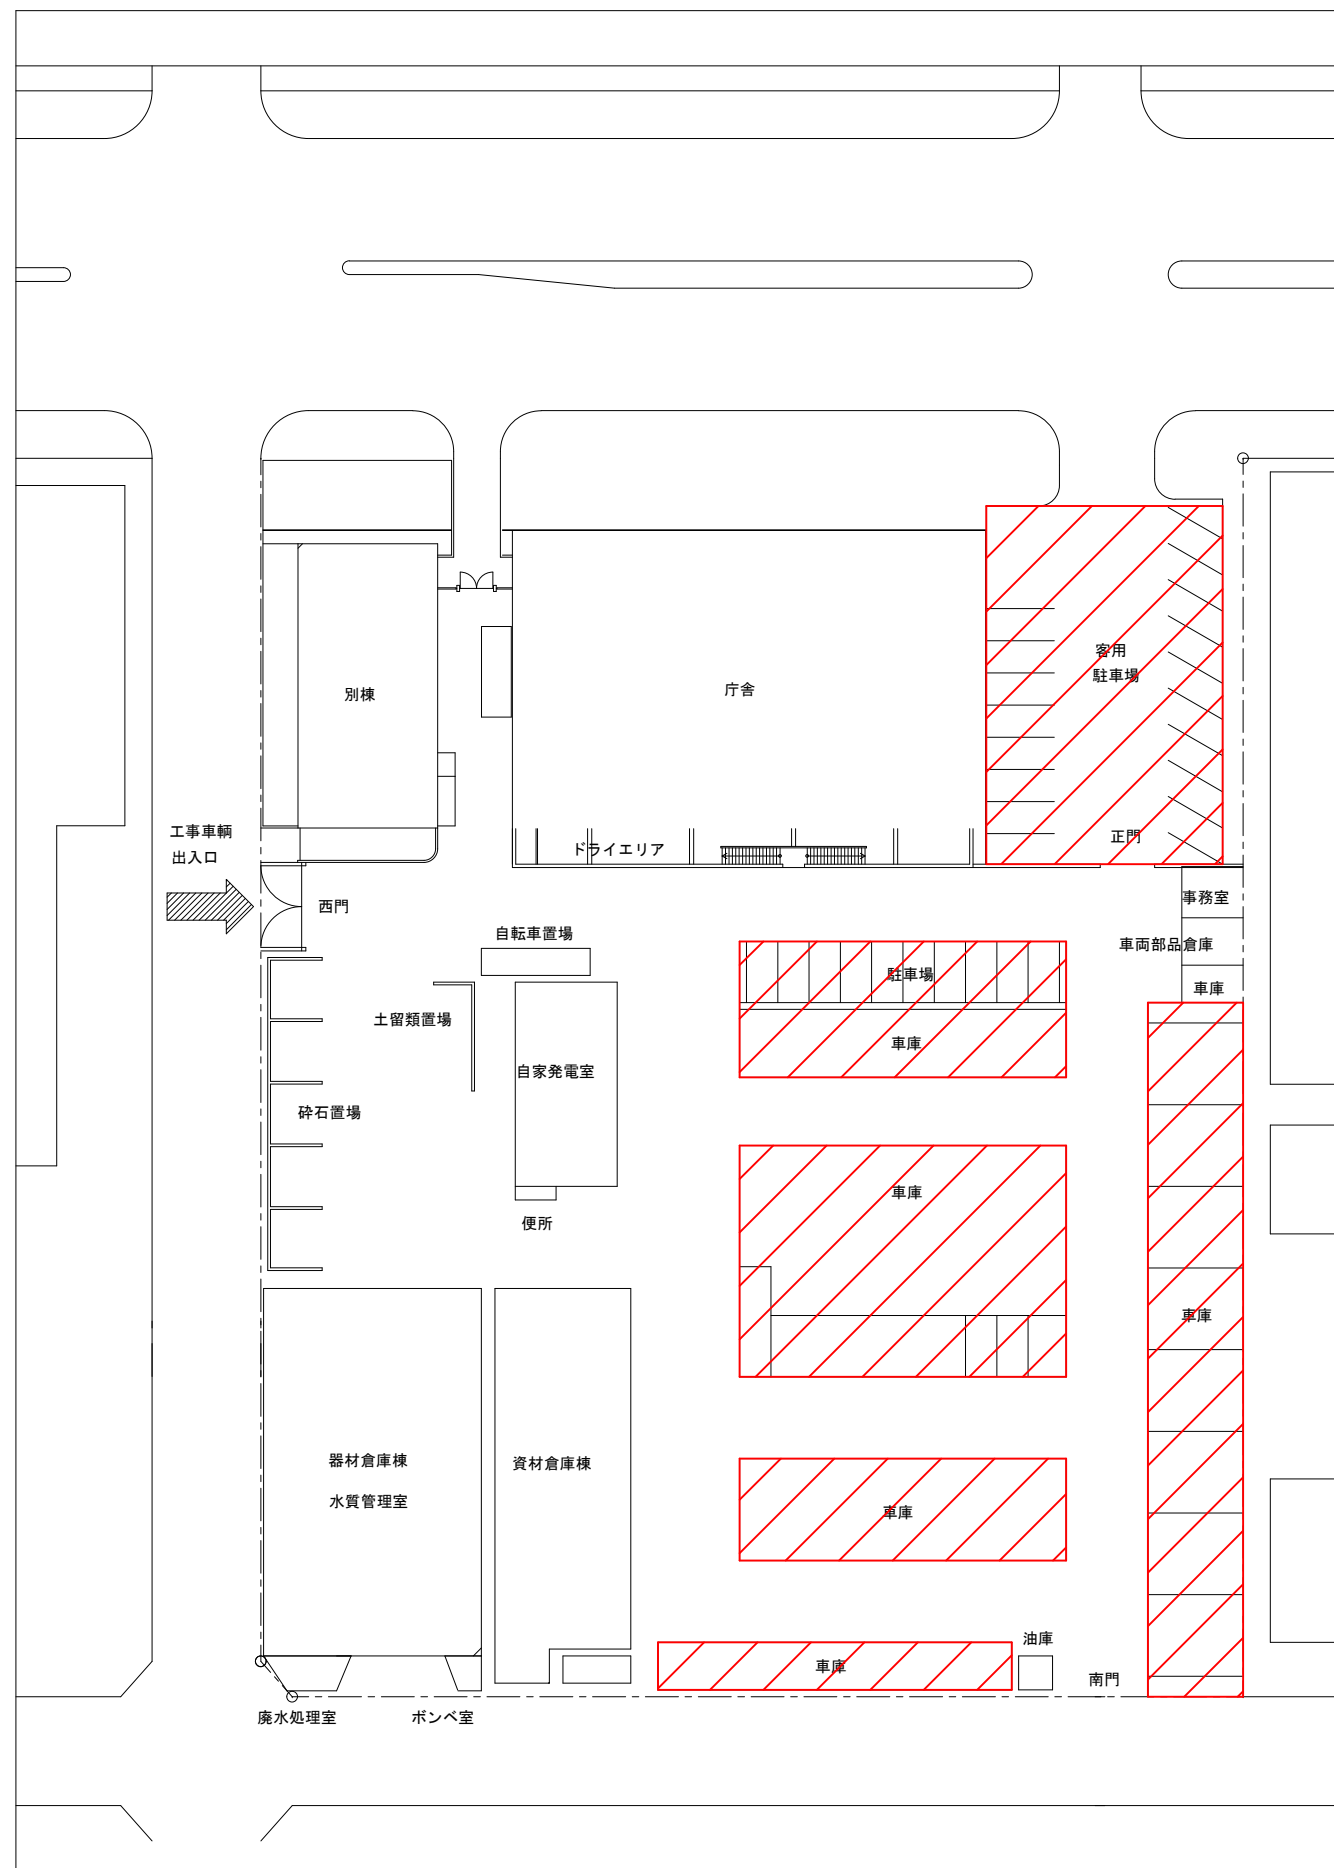 客用
駐車場
別棟
庁舎
工事車輌
出入口
ドライエリア
正門
事務室
西門
自転車置場
車両部品倉庫
駐車場
車庫
土留類置場
車庫
自家発電室
砕石置場
車庫
便所
車庫
器材倉庫棟
水質管理室
資材倉庫棟
車庫
油庫
車庫
南門
廃水処理室
ボンベ室